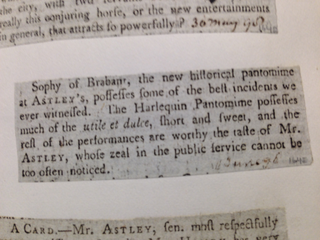 the city, with two
really this conjuring horse, or the new entertainments
in general, that attracts so powerfully? 30 May 1786
Sophy of Brabant, the new historical pantomime
at ASTLEY's, possesses some of the best incidents we
ever witnessed. The Harlequin Pantomime possesses
much of the utile et dulce, short and sweet, and the
rest of the performances are worthy the taste of Mr.
ASTLEY, whose zeal in the public service cannot be
too often noticed.
A CARD.—Mr. ASTLEY, sen. most respectfully